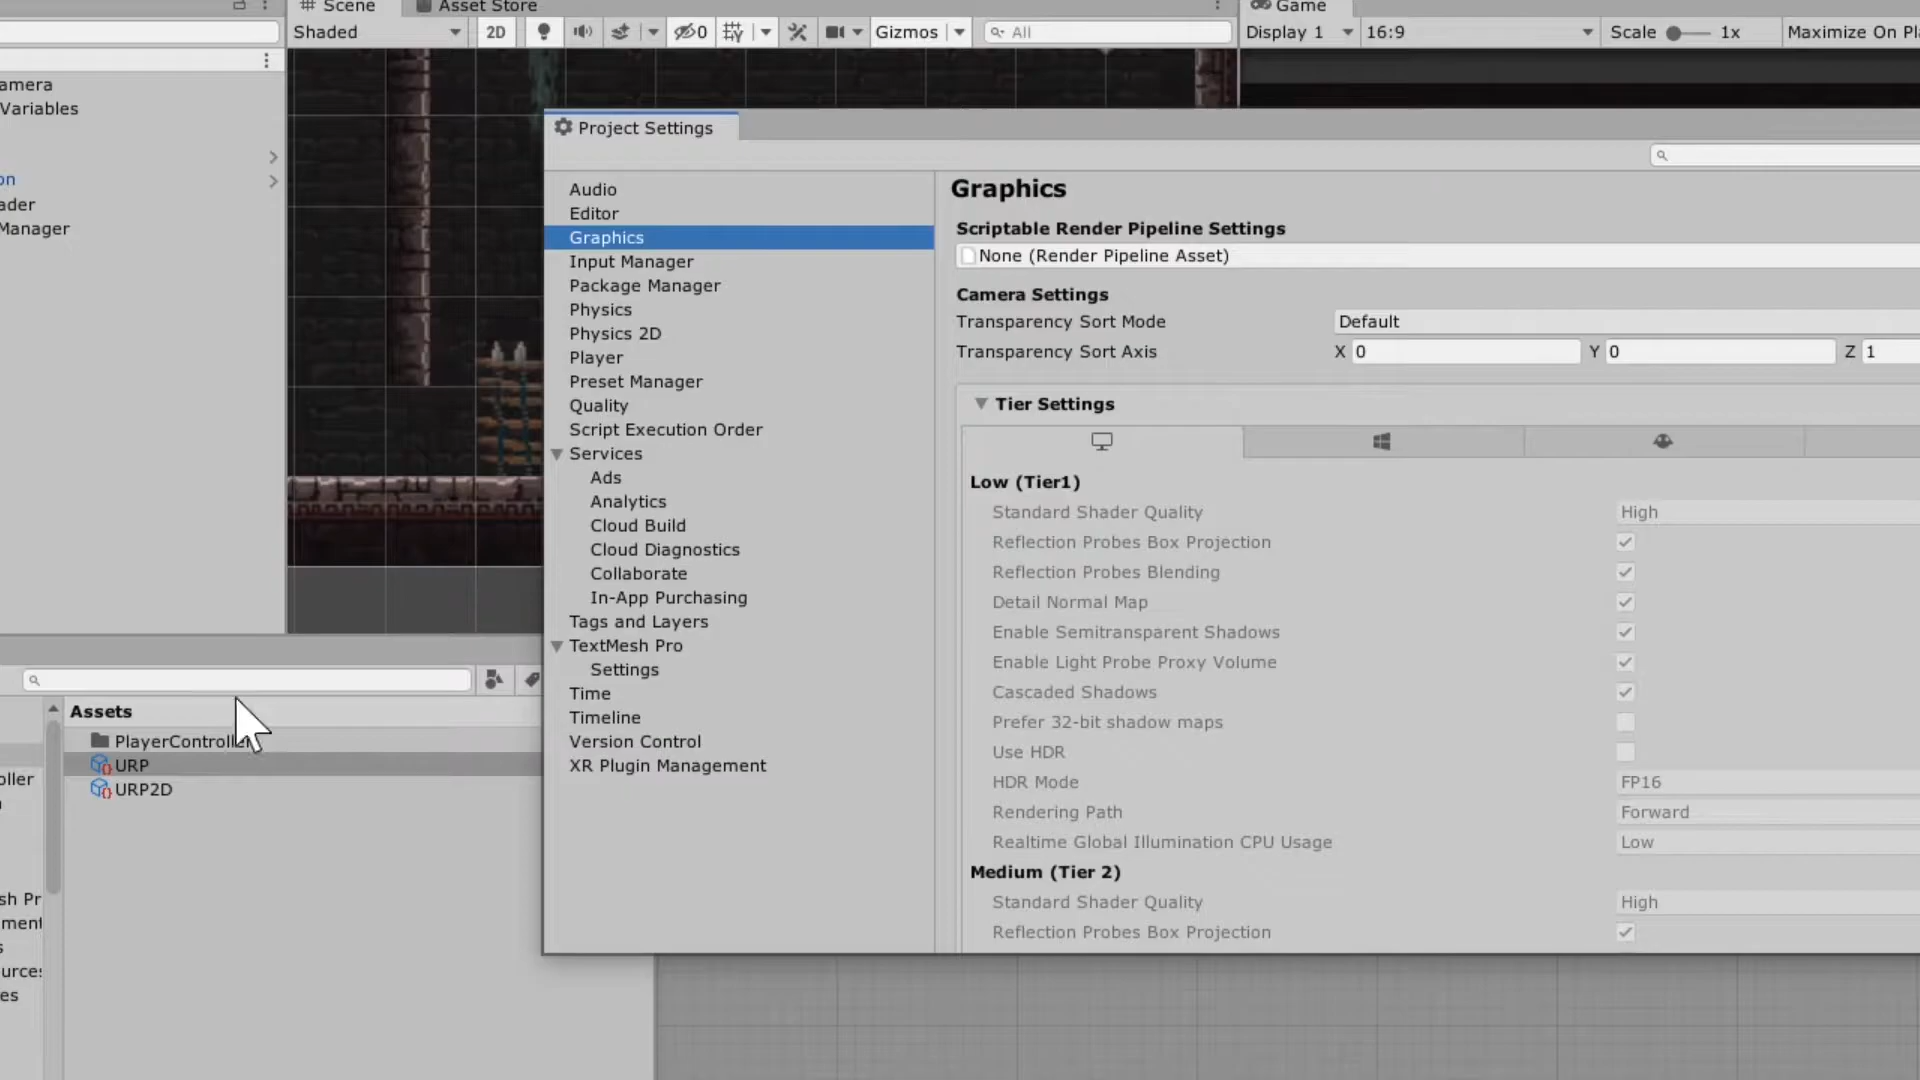 Scene
Asset Store
Game
Shaded
2D
0
Gizmos
All
Display 1
16:9
Scale
1x
Maximize On Pl
amera
Variables
on
ader
Manager
Project Settings
Audio
Editor
Graphics
Input Manager
Package Manager
Physics
Physics 2D
Player
Preset Manager
Quality
Script Execution Order
Services
Ads
Analytics
Cloud Build
Cloud Diagnostics
Collaborate
In-App Purchasing
Tags and Layers
TextMesh Pro
Settings
Time
Timeline
Version Control
XR Plugin Management
Graphics
Scriptable Render Pipeline Settings
None (Render Pipeline Asset)
Camera Settings
Transparency Sort Mode
Default
Transparency Sort Axis
X 0
Y 0
Z 1
Tier Settings
Low (Tier1)
Standard Shader Quality
High
Reflection Probes Box Projection
Reflection Probes Blending
Detail Normal Map
Enable Semitransparent Shadows
Enable Light Probe Proxy Volume
Cascaded Shadows
Prefer 32-bit shadow maps
Use HDR
HDR Mode
FP16
Rendering Path
Forward
Realtime Global Illumination CPU Usage
Low
Medium (Tier 2)
Standard Shader Quality
High
Reflection Probes Box Projection
Assets
PlayerController
URP
URP2D
oller
sh Pr
ment
s
urces
es